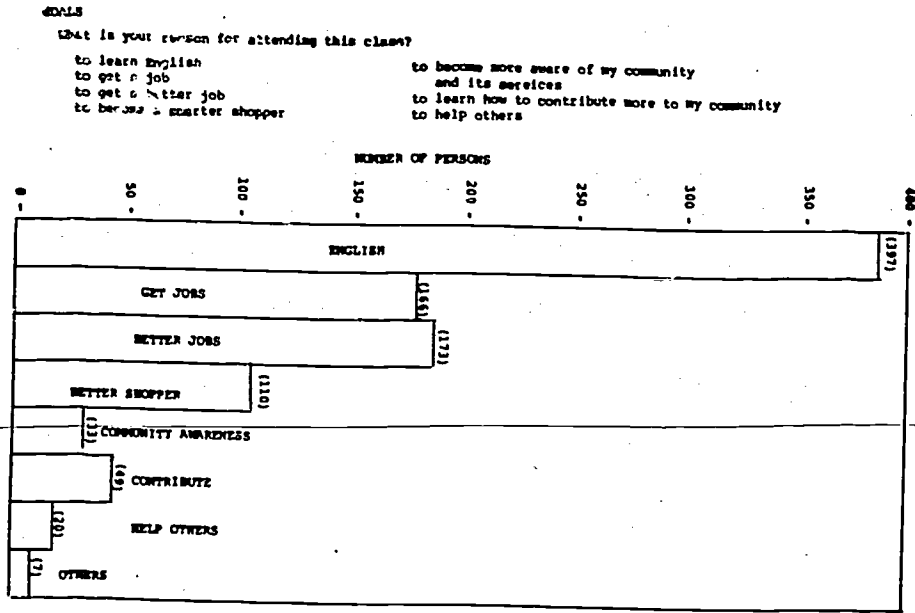 GOALS
What is your reason for attending this class?
to learn English
to get a job
to get a better job
to become a smarter shopper
to become more aware of my community
and its services
to learn how to contribute more to my community
to help others
NUMBER OF PERSONS
0 - 50 - 100 - 150 - 200 - 300 - 350 - 400 -
ENGLISH (397)
GET JOBS (166)
BETTER JOBS (173)
BETTER SHOPPER (110)
(33) COMMUNITY AWARENESS
(49) CONTRIBUTE
(20) HELP OTHERS
(7) OTHERS